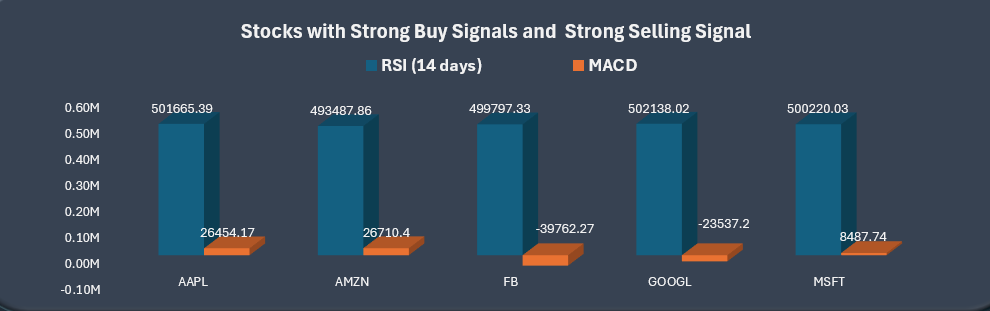 Stocks with Strong Buy Signals and  Strong Selling Signal
RSI (14 days) MACD
0.60M
0.50M
0.40M
0.30M
0.20M
0.10M
0.00M
-0.10M
501665.39 493487.86 499797.33 502138.02 500220.03
26454.17 26710.4 -39762.27 -23537.2 8487.74
AAPL AMZN FB GOOGL MSFT